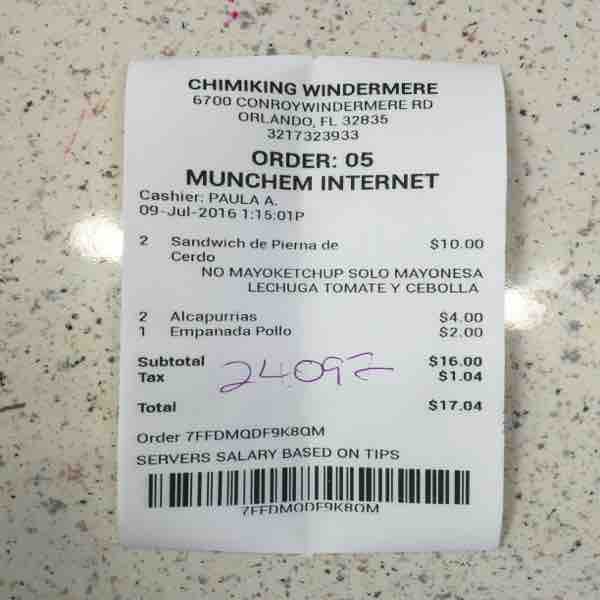 CHIMIKING WINDERMERE
6700 CONROYWINDERMERE RD
ORLANDO, FL 32835
3217323933
ORDER: 05
MUNCHEM INTERNET
Cashier: PAULA A.
09-Jul-2016 1:15:01P
2 Sandwich de Pierna de $10.00
Cerdo
NO MAYOKETCHUP SOLO MAYONESA
LECHUGA TOMATE Y CEBOLLA
2 Alcapurrias $4.00
1 Empanada Pollo $2.00
Subtotal $16.00
Tax $1.04
24092
Total $17.04
Order 7FFDMQDF9K8QM
SERVERS SALARY BASED ON TIPS
7FFDMQDF9K8QM